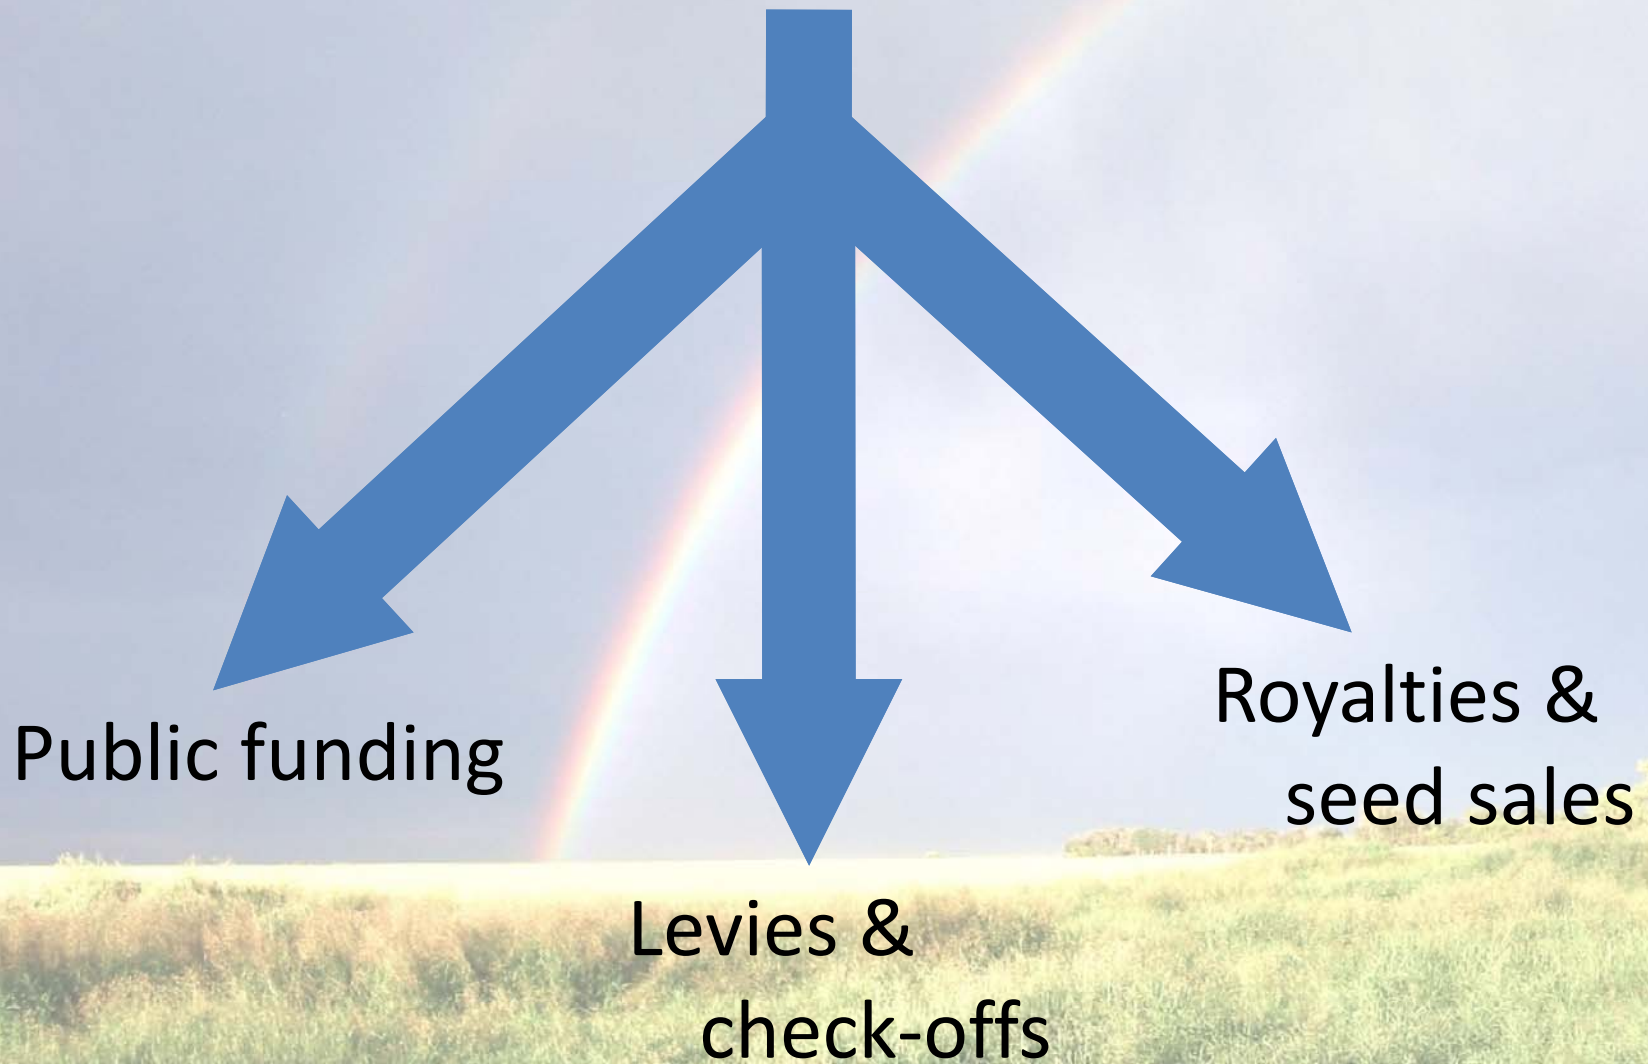 Public funding
Levies &
check-offs
Royalties &
seed sales